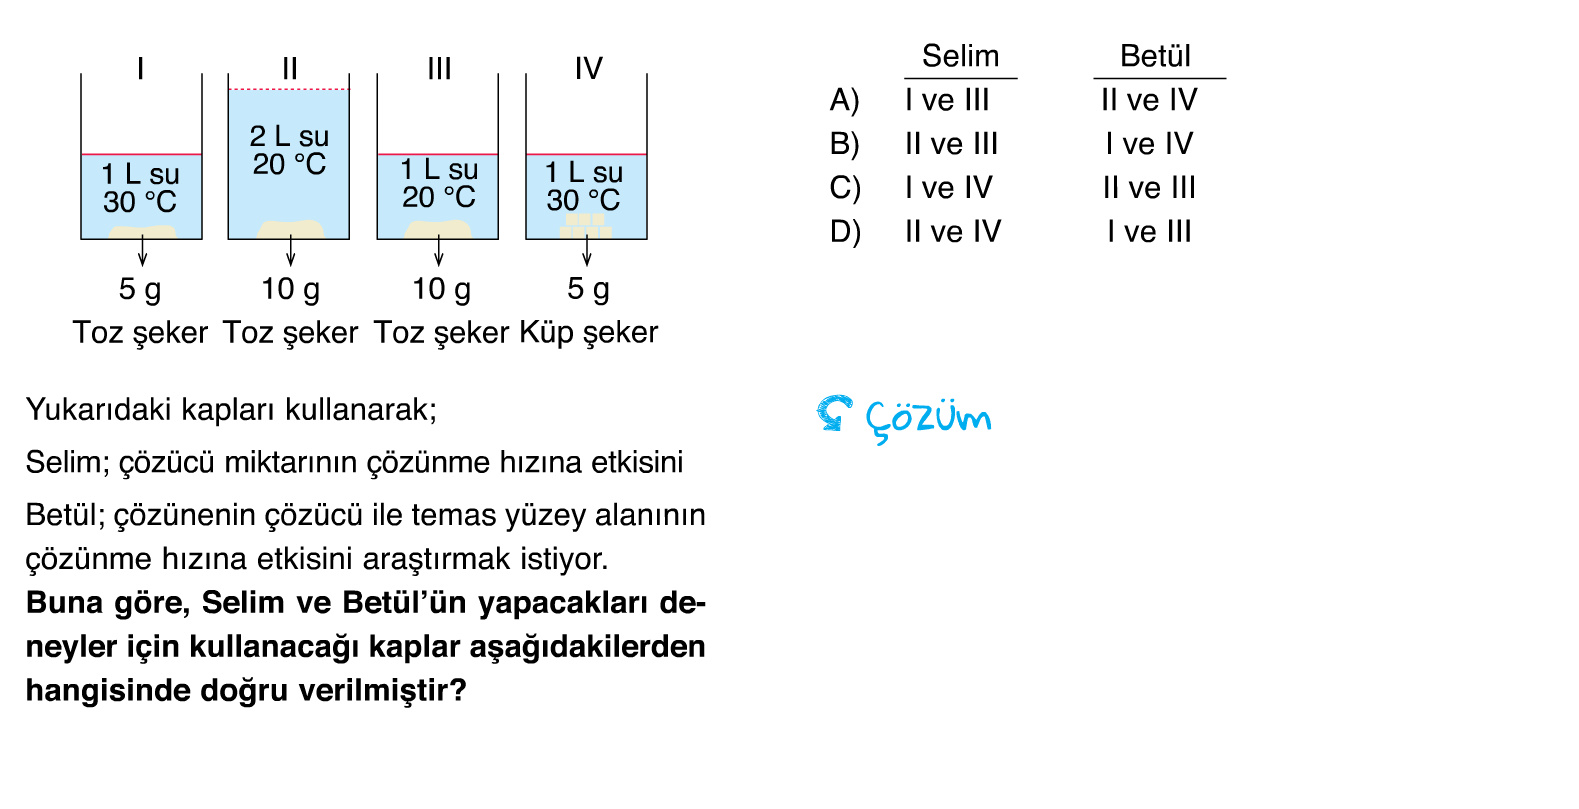 I II III IV
2 L su
20 °C
1 L su
30 °C
1 L su
20 °C
1 L su
30 °C
5 g 10 g 10 g 5 g
Toz şeker Toz şeker Toz şeker Küp şeker
Yukarıdaki kapları kullanarak;
Selim; çözücü miktarının çözünme hızına etkisini
Betül; çözünenin çözücü ile temas yüzey alanının
çözünme hızına etkisini araştırmak istiyor.
Buna göre, Selim ve Betül’ün yapacakları de-
neyler için kullanacağı kaplar aşağıdakilerden
hangisinde doğru verilmiştir?
Selim Betül
A) I ve III II ve IV
B) II ve III I ve IV
C) I ve IV II ve III
D) II ve IV I ve III
Çözüm